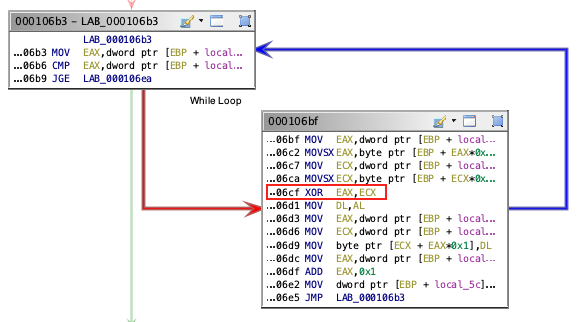 000106b3 - LAB_000106b3
LAB_000106b3
...06b3 MOV EAX,dword ptr [EBP + local...
...06b6 CMP EAX,dword ptr [EBP + local...
...06b9 JGE LAB_000106ea
While Loop
000106bf
...06bf MOV EAX,dword ptr [EBP + local...
...06c2 MOVSX EAX,byte ptr [EBP + EAX*0x...
...06c7 MOV ECX,dword ptr [EBP + local...
...06ca MOVSX ECX,byte ptr [EBP + ECX*0x...
...06cf XOR EAX,ECX
...06d1 MOV DL,AL
...06d3 MOV EAX,dword ptr [EBP + local...
...06d6 MOV ECX,dword ptr [EBP + local...
...06d9 MOV byte ptr [ECX + EAX*0x1],DL
...06dc MOV EAX,dword ptr [EBP + local...
...06df ADD EAX,0x1
...06e2 MOV dword ptr [EBP + local_5c]...
...06e5 JMP LAB_000106b3